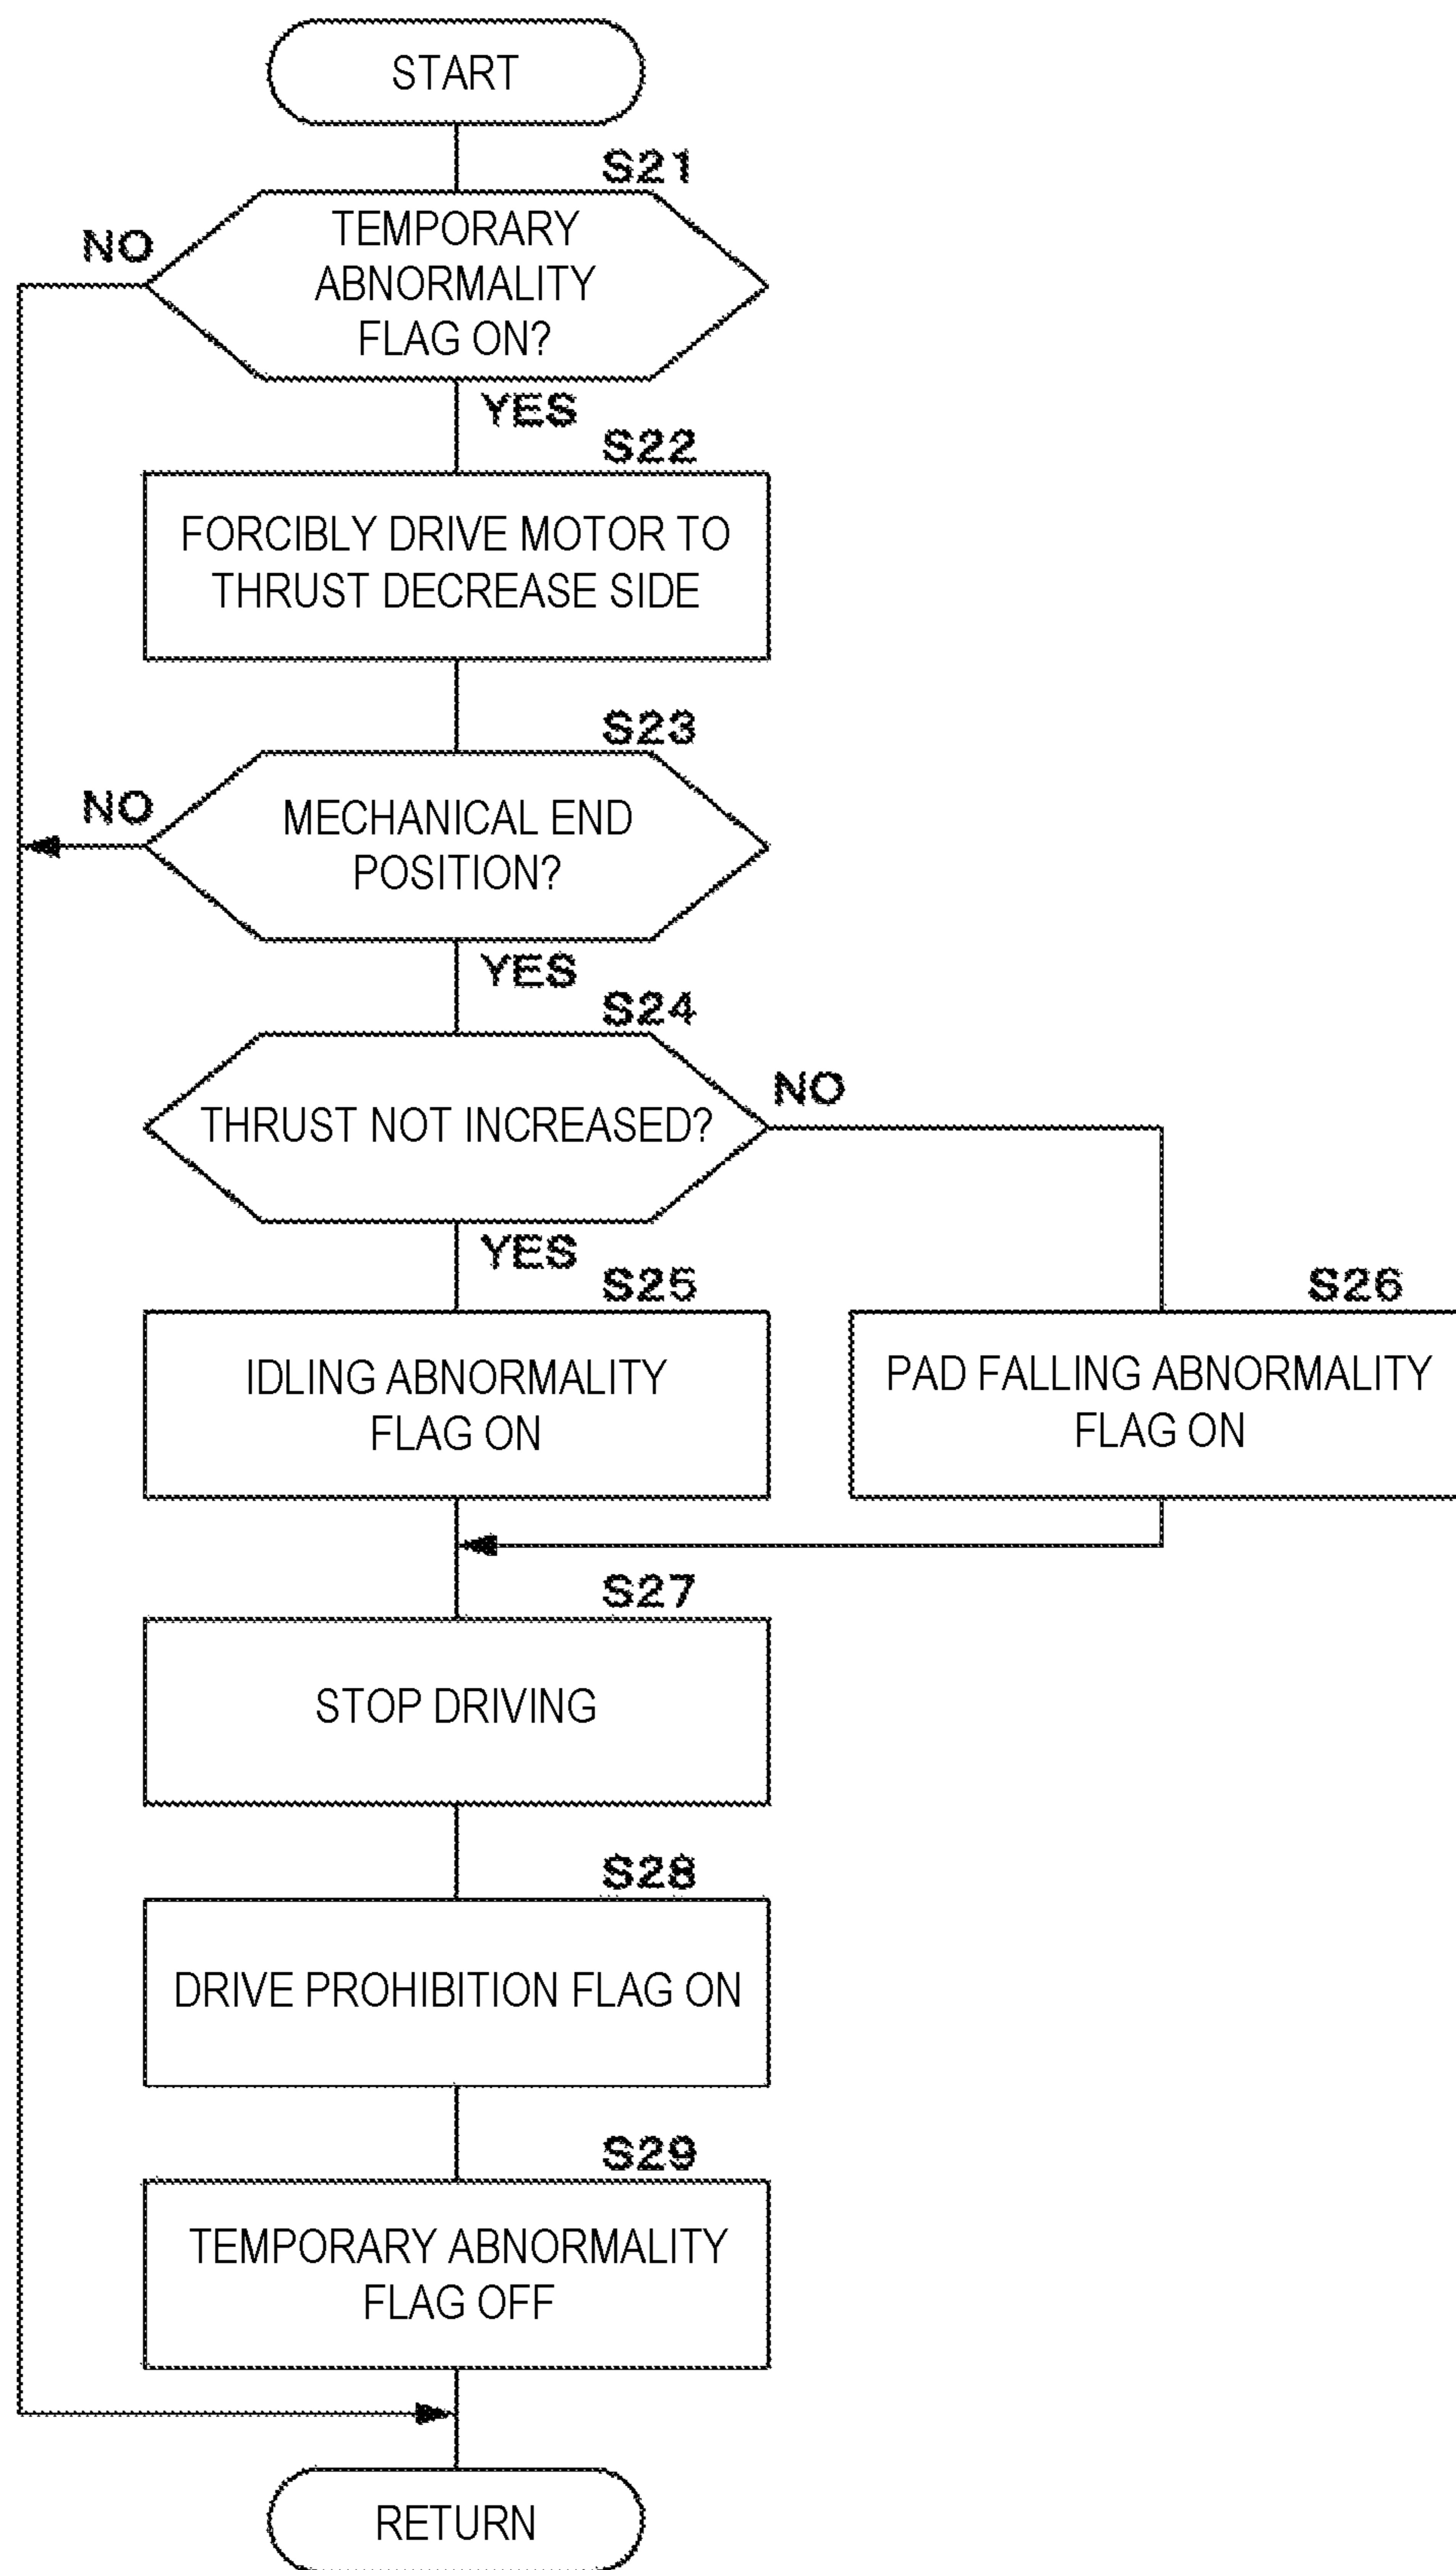 START
S21
NO
TEMPORARY
ABNORMALITY
FLAG ON?
YES
S22
FORCIBLY DRIVE MOTOR TO
THRUST DECREASE SIDE
S23
NO
MECHANICAL END
POSITION?
YES
S24
THRUST NOT INCREASED?
NO
YES
S25
IDLING ABNORMALITY
FLAG ON
S26
PAD FALLING ABNORMALITY
FLAG ON
S27
STOP DRIVING
S28
DRIVE PROHIBITION FLAG ON
S29
TEMPORARY ABNORMALITY
FLAG OFF
RETURN